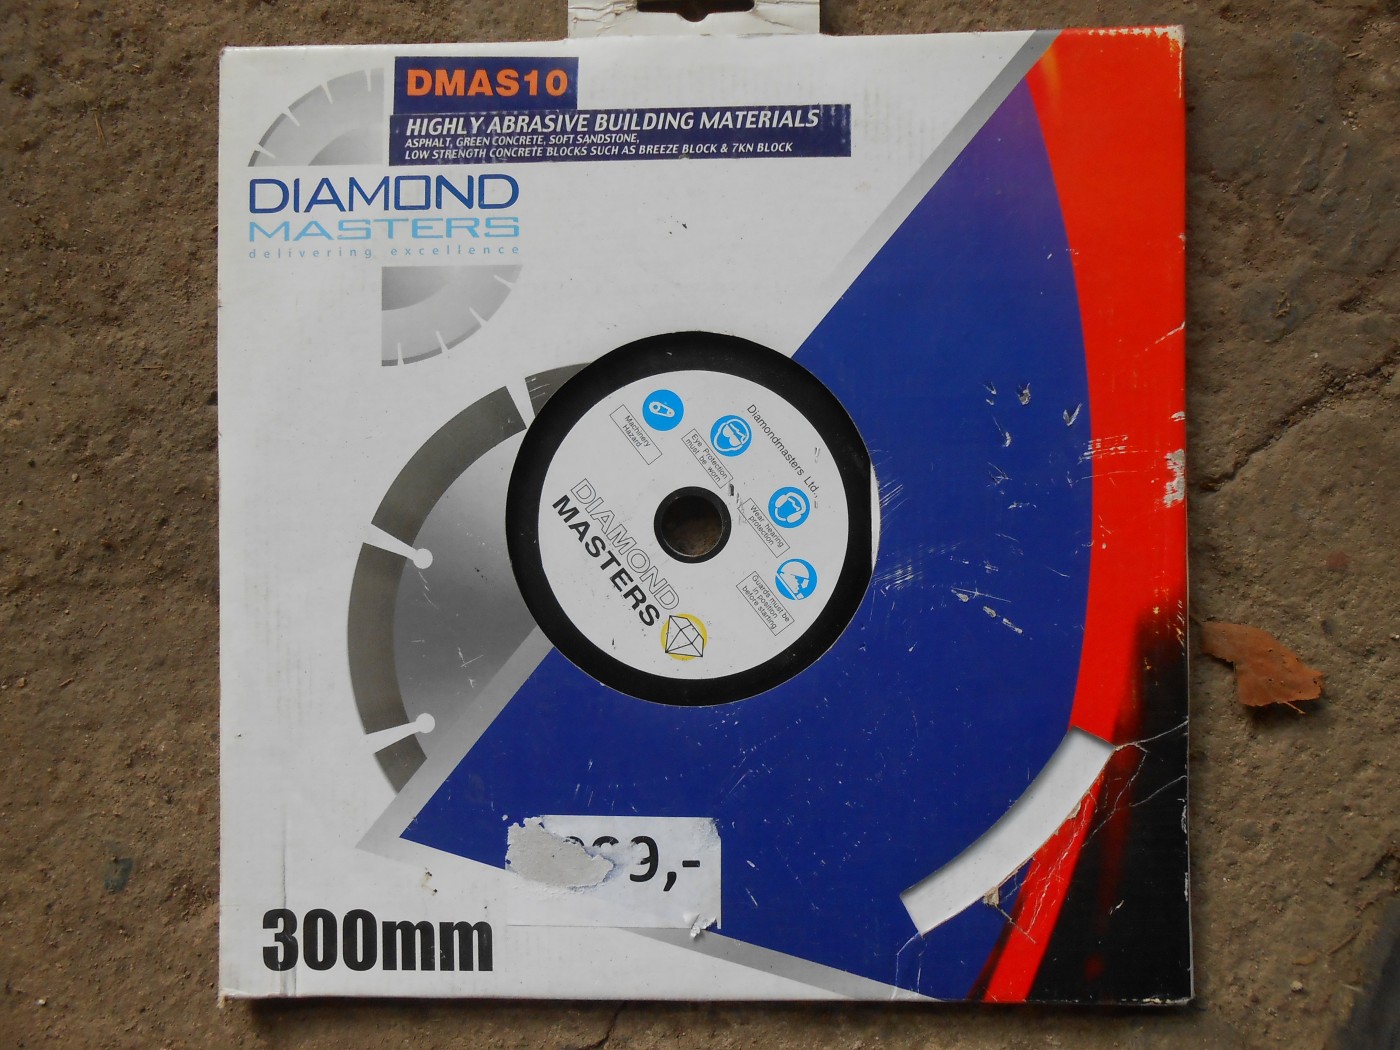 DMAS10
HIGHLY ABRASIVE BUILDING MATERIALS
ASPHALT, GREEN CONCRETE, SOFT SANDSTONE,
LOW STRENGTH CONCRETE BLOCKS SUCH AS BREEZE BLOCK & 7KN BLOCK
DIAMOND
MASTERS
delivering excellence
Diamondmasters Ltd.
Machinery
Hazard
Eye Protection
must be worn
Wear hearing
protection
Guards must be
in position
before starting
DIAMOND
MASTERS
9,-
300mm